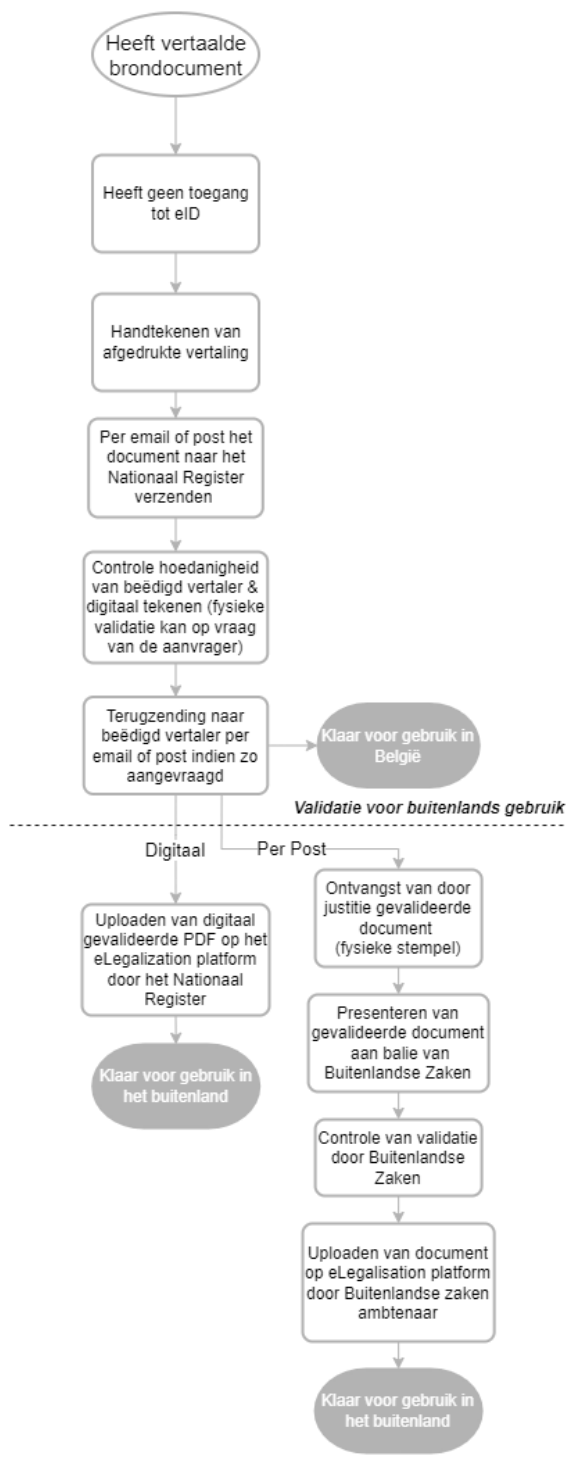 Heeft vertaalde
brondocument
Heeft geen toegang
tot eID
Handtekenen van
afgedrukte vertaling
Per email of post het
document naar het
Nationaal Register
verzenden
Controle hoedanigheid
van beëdigd vertaler &
digitaal tekenen (fysieke
validatie kan op vraag
van de aanvrager)
Terugzending naar
beëdigd vertaler per
email of post indien zo
aangevraagd
Klaar voor gebruik in
België
Validatie voor buitenlands gebruik
Digitaal
Per Post
Uploaden van digitaal
gevalideerde PDF op het
eLegalization platform
door het Nationaal
Register
Klaar voor gebruik in
het buitenland
Ontvangst van door
justitie gevalideerde
document
(fysieke stempel)
Presenteren van
gevalideerde document
aan balie van
Buitenlandse Zaken
Controle van validatie
door Buitenlandse
Zaken
Uploaden van document
op eLegalisation platform
door Buitenlandse zaken
ambtenaar
Klaar voor gebruik in
het buitenland